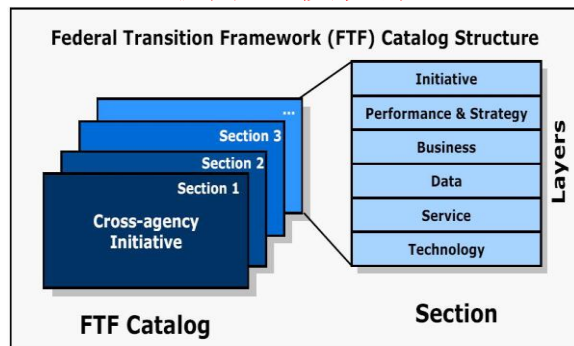 Federal Transition Framework (FTF) Catalog Structure
...
Section 3
Section 2
Section 1
Cross-agency
Initiative
FTF Catalog
Initiative
Performance & Strategy
Business
Data
Service
Technology
Layers
Section